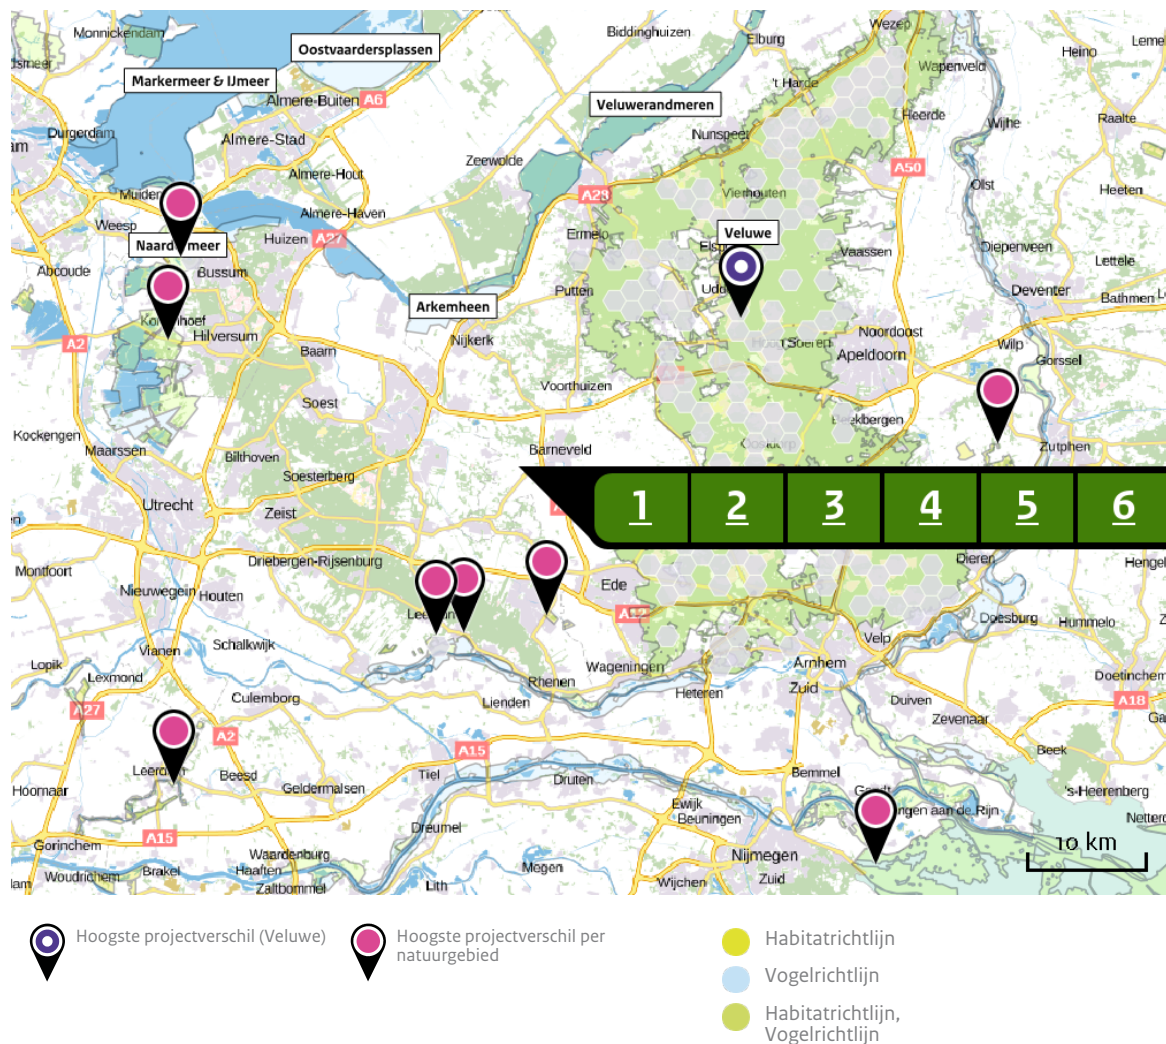 Monnickendam
Oostvaardersplassen
Biddinghuizen
Elburg
Wezep
Heino
Markermeer & IJmeer
Almere-Buiten
A6
't Harde
Wapenveld
Veluwerandmeren
Heerde
Wijhe
Raalte
Durgerdam
Almere-Stad
Nunspeet
Zeewolde
A50
Almere-Hout
Olst
Heeten
Muiden
A28
Vierhouten
Weesp
Almere-Haven
Ermelo
Veluwe
Naardermeer
Huizen
A27
Vaassen
Diepenveen
Lettele
Abcoude
Bussum
Putten
Deventer
Bathmen
Arkemheen
Kortenhoef
Hilversum
Nijkerk
Noordoost
A2
Baarn
Hoog Soeren
Apeldoorn
Wilp
Gorssel
Voorthuizen
Soest
Beekbergen
Kockengen
Maarssen
Bilthoven
Barneveld
Zutphen
Soesterberg
Utrecht
Zeist
1 2 3 4 5 6
Driebergen-Rijsenburg
Montfoort
Ede
Dieren
Nieuwegein
Houten
Schalkwijk
Doesburg
Hummelo
Vianen
Velp
Lopik
Lexmond
Wageningen
Arnhem
Rhenen
Zuid
Doetinchem
Culemborg
Lienden
Heteren
Duiven
A18
A27
A2
Zevenaar
A15
Beek
Beesd
Tiel
Druten
Bemmel
Hoornaar
Geldermalsen
's-Heerenberg
Ewijk
Beuningen
Dreumel
A15
Gorinchem
Waardenburg
Nijmegen
10 km
Woudrichem
Brakel
Haaften
Megen
Zaltbommel
Lith
Wijchen
Zuid
Hoogste projectverschil (Veluwe)
Hoogste projectverschil per
natuurgebied
Habitatrichtlijn
Vogelrichtlijn
Habitatrichtlijn,
Vogelrichtlijn